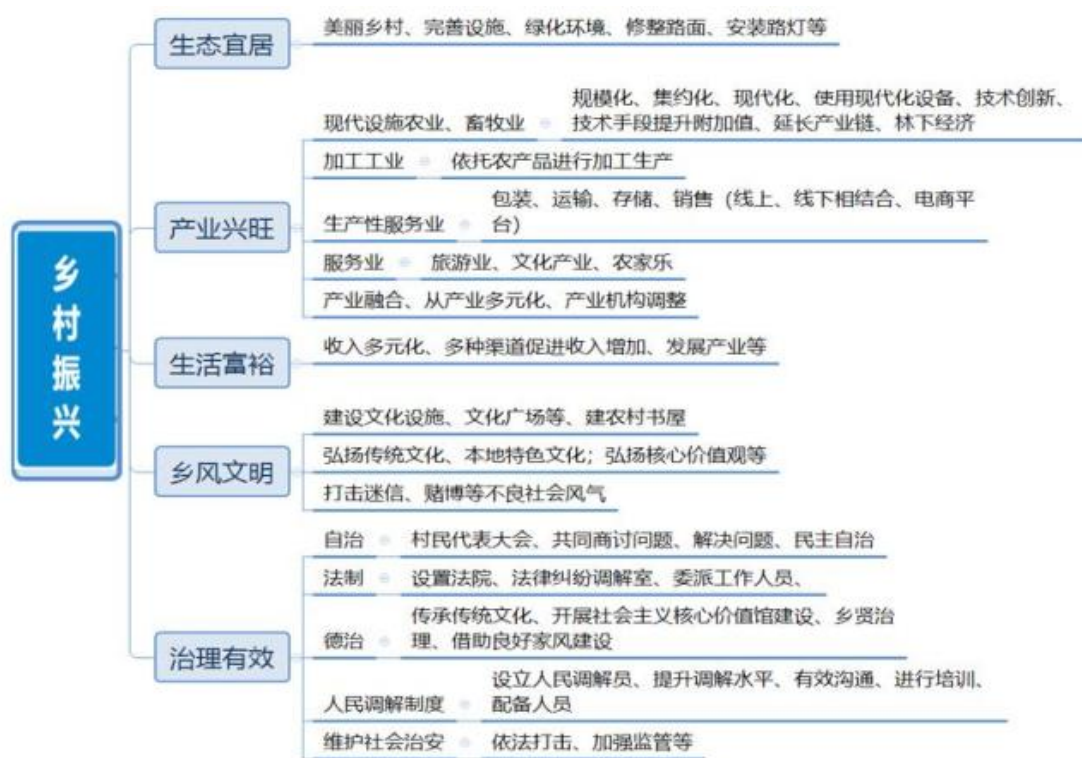 乡村振兴
生态宜居
美丽乡村、完善设施、绿化环境、修整路面、安装路灯等
产业兴旺
现代设施农业、畜牧业
规模化、集约化、现代化、使用现代化设备、技术创新、
技术手段提升附加值、延长产业链、林下经济
加工工业
依托农产品进行加工生产
生产性服务业
包装、运输、存储、销售（线上、线下相结合、电商平
台）
服务业
旅游业、文化产业、农家乐
产业融合、从产业多元化、产业机构调整
生活富裕
收入多元化、多种渠道促进收入增加、发展产业等
乡风文明
建设文化设施、文化广场等、建农村书屋
弘扬传统文化、本地特色文化；弘扬核心价值观等
打击迷信、赌博等不良社会风气
治理有效
自治
村民代表大会、共同商讨问题、解决问题、民主自治
法制
设置法院、法律纠纷调解室、委派工作人员、
德治
传承传统文化、开展社会主义核心价值馆建设、乡贤治
理、借助良好家风建设
人民调解制度
设立人民调解员、提升调解水平、有效沟通、进行培训、
配备人员
维护社会治安
依法打击、加强监管等